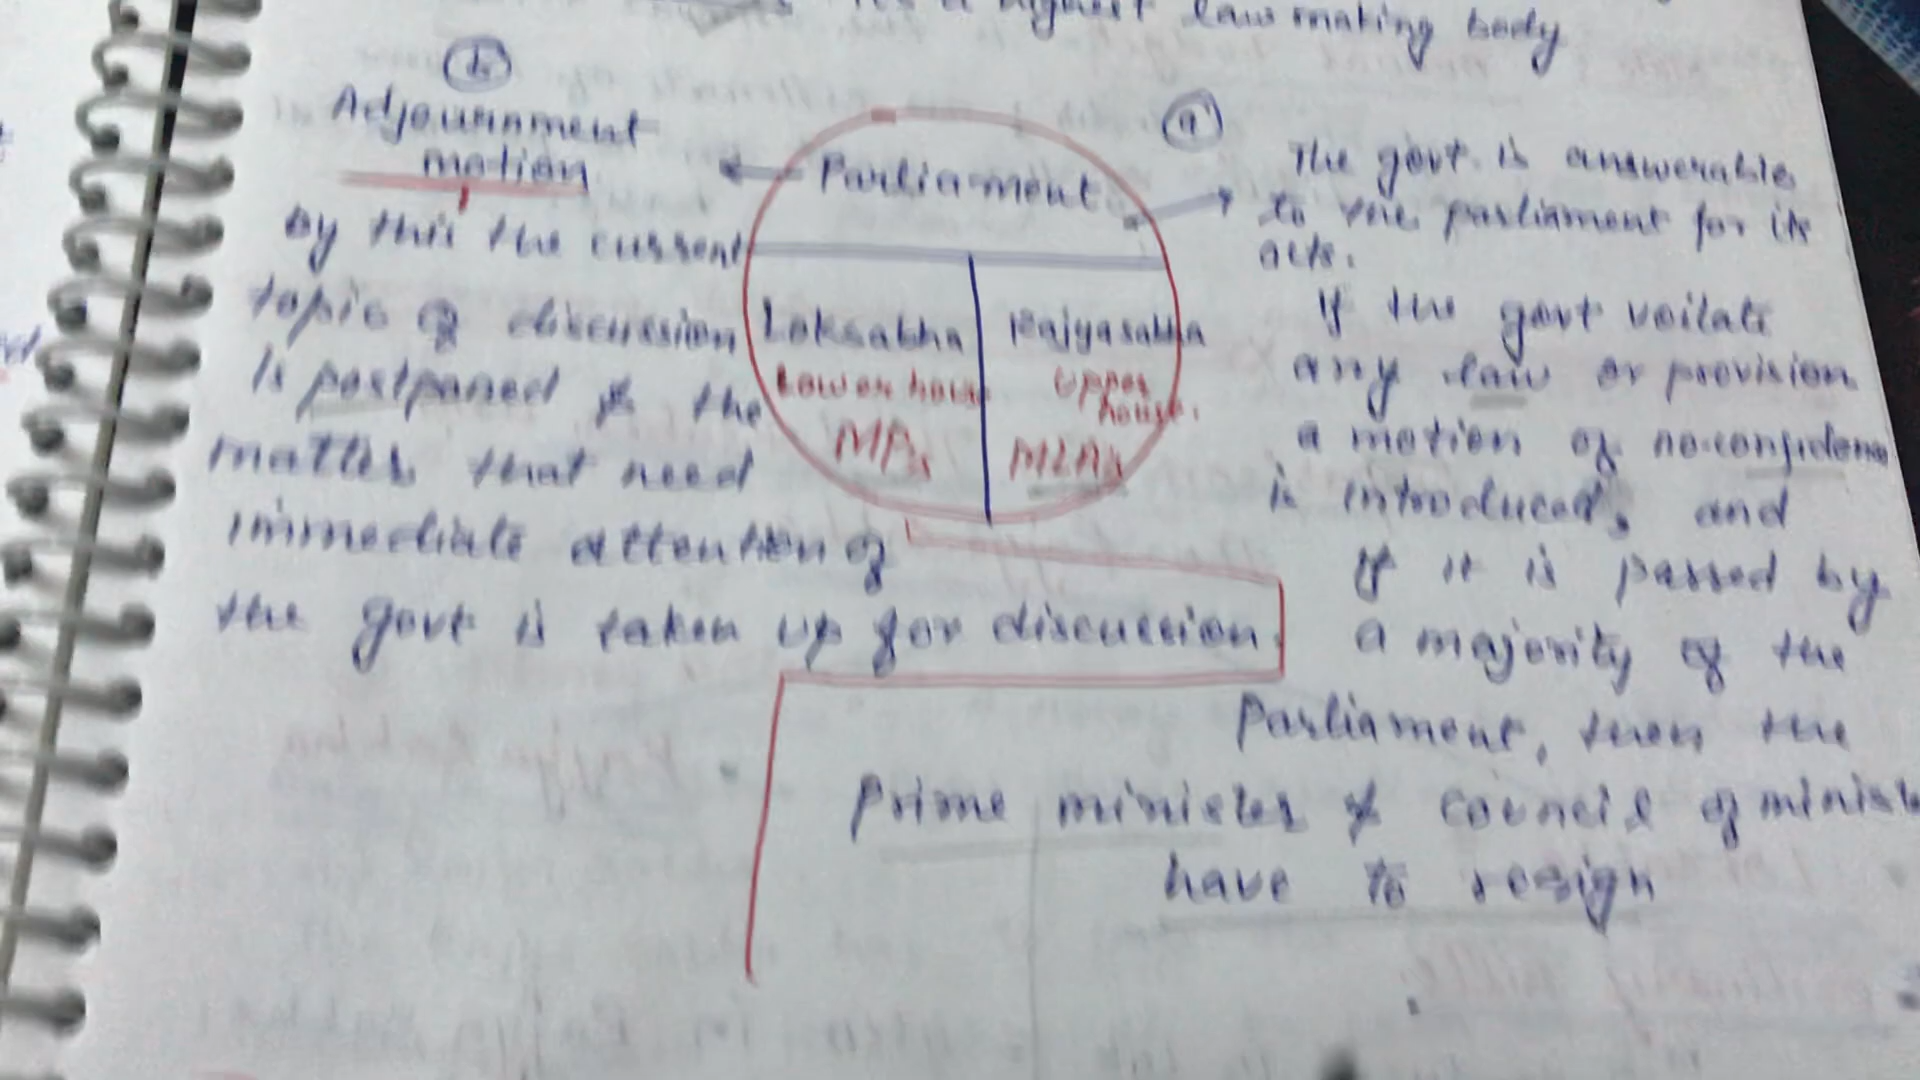 highest law making body
(b)
Adjournment
motion
by this the current
topic of discussion
is postponed & the
matter that need
immediate attention of
the govt is taken up for discussion.
Parliament
Loksabha
Lower house
MPs
Rajyasabha
Upper
house.
MLAs
(a)
The govt. is answerable
to the parliament for its
acts.
If the govt voilate
any law or provision
a motion of no-confidence
is introduced, and
If it is passed by
a majority of the
Parliament, then the
Prime minister & council of minist
have to resign